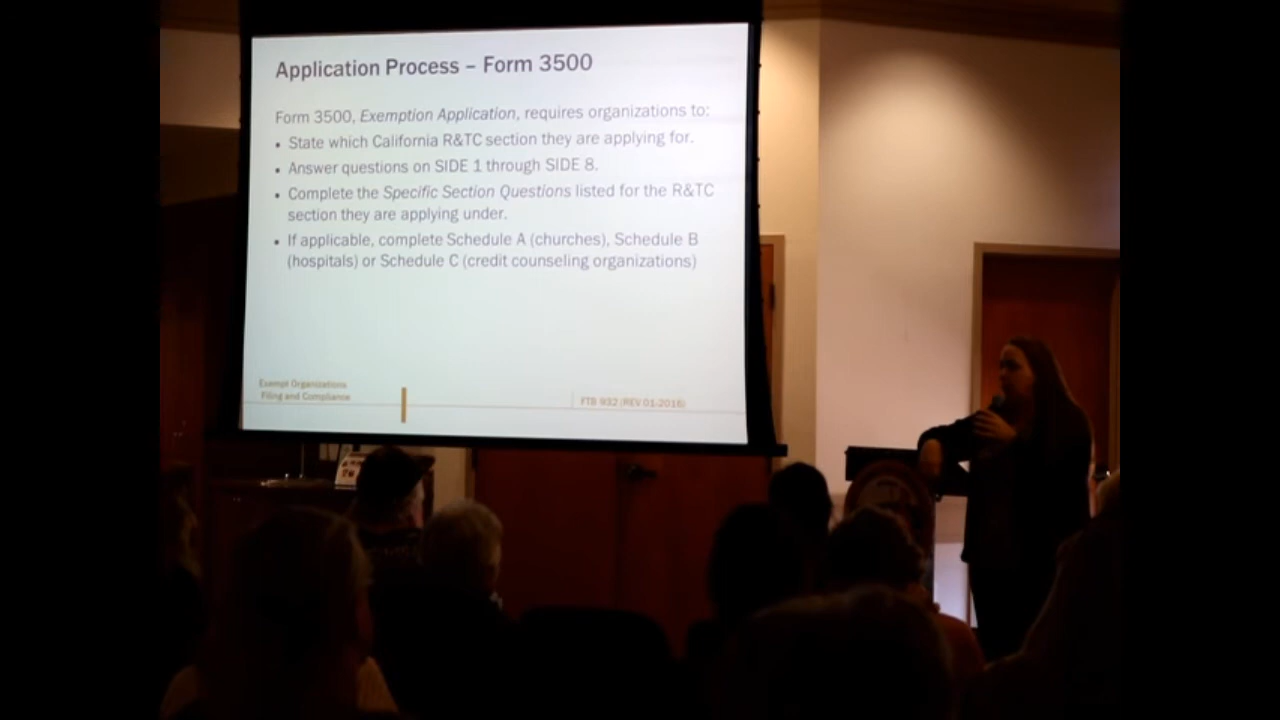 Application Process – Form 3500
Form 3500, Exemption Application, requires organizations to:
• State which California R&TC section they are applying for.
• Answer questions on SIDE 1 through SIDE 8.
• Complete the Specific Section Questions listed for the R&TC
section they are applying under.
• If applicable, complete Schedule A (churches), Schedule B
(hospitals) or Schedule C (credit counseling organizations)
Exempt Organizations
Filing and Compliance
FTB 932 (REV 01-2016)